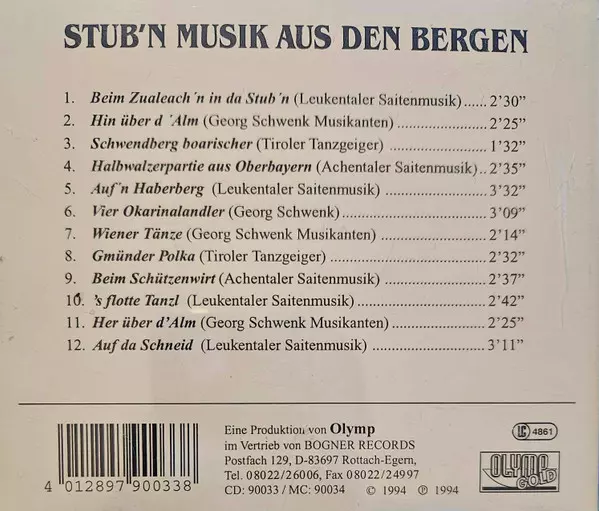 STUB'N MUSIK AUS DEN BERGEN
1. Beim Zualeach'n in da Stub'n (Leukentaler Saitenmusik)...... 2'30"
2. Hin über d 'Alm (Georg Schwenk Musikanten) ................ 2'25"
3. Schwendberg boarischer (Tiroler Tanzgeiger) ................ 1'32"
4. Halbwalzerpartie aus Oberbayern (Achentaler Saitenmusik).. 2'35"
5. Auf'n Haberberg (Leukentaler Saitenmusik) .................. 3'32"
6. Vier Okarinalandler (Georg Schwenk) ........................ 3'09"
7. Wiener Tänze (Georg Schwenk Musikanten) .................... 2'14"
8. Gmünder Polka (Tiroler Tanzgeiger) ......................... 2'32"
9. Beim Schützenwirt (Achentaler Saitenmusik) ................. 2'37"
10. 's flotte Tanzl (Leukentaler Saitenmusik) ................. 2'42"
11. Her über d'Alm (Georg Schwenk Musikanten) ................. 2'25"
12. Auf da Schneid (Leukentaler Saitenmusik) .................. 3'11"
Eine Produktion von Olymp
im Vertrieb von BOGNER RECORDS
Postfach 129, D-83697 Rottach-Egern,
Tel. 08022/26006, Fax 08022/24997
CD: 90033 / MC: 90034 © 1994 ℗ 1994
4 012897 900338
LC 4861
OLYMP
GOLD